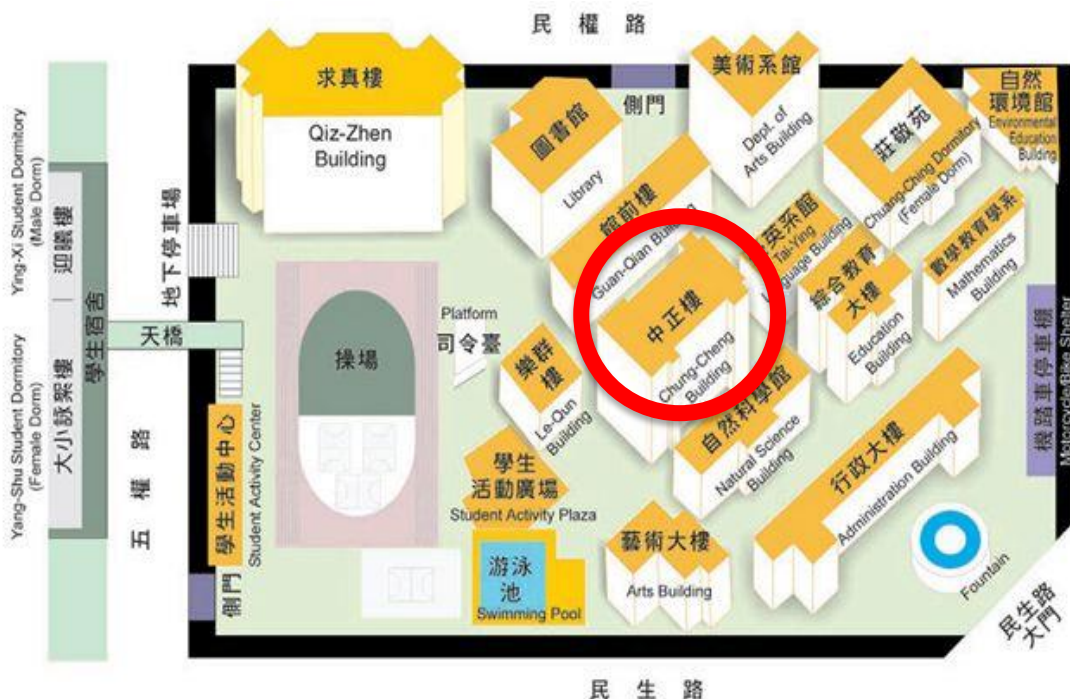 民權路
求真樓
Qiz-Zhen
Building
圖書館
Library
側門
美術系館
Dept. of
Arts Building
莊敬苑
Chuang-Ching Dormitory
(Female Dorm)
自然
環境館
Environmental
Education
Building
館前樓
Guan-Qian Building
英系館
Tai-Ying
Language Building
綜合教育
大樓
Education
Building
數學教育學系
Mathematics
Building
中正樓
Chung-Cheng
Building
Ying-Xi Student Dormitory
(Male Dorm)
迎曦樓
學生宿舍
Yang-Shu Student Dormitory
(Female Dorm)
大小詠絮樓
地下停車場
天橋
五權路
操場
Platform
司令臺
樂群樓
Le-Qun
Building
自然科學館
Natural Science
Building
行政大樓
Administration Building
機踏車停車棚
Motorcycle/Bike Shelter
學生活動中心
Student Activity Center
學生
活動廣場
Student Activity Plaza
游泳
池
Swimming Pool
藝術大樓
Arts Building
Fountain
側門
民生路
大門
民生路